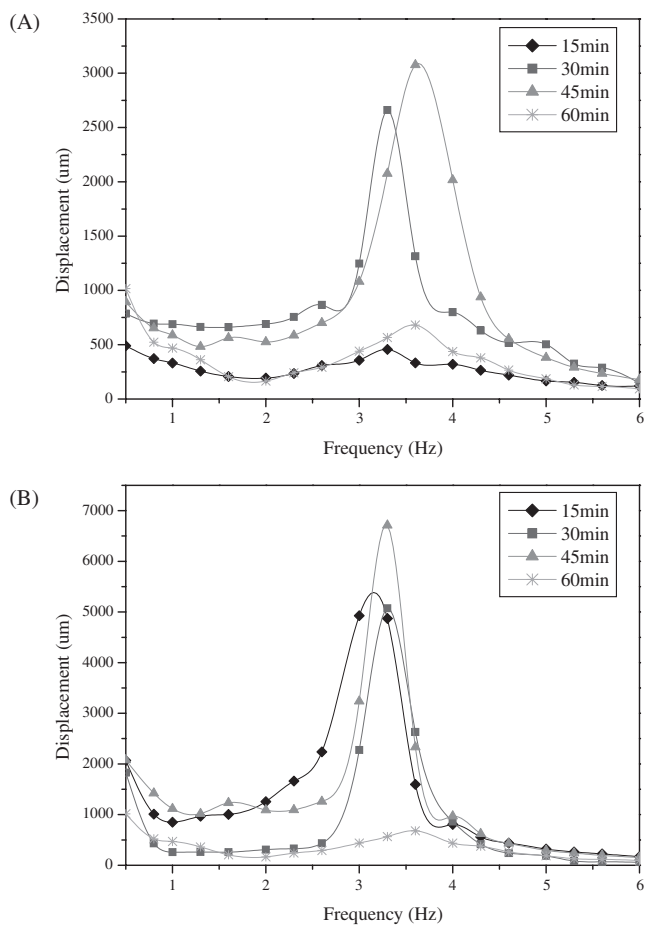 (A)
3500
3000
2500
2000
1500
1000
500
0
Displacement (um)
15min
30min
45min
60min
1 2 3 4 5 6
Frequency (Hz)
(B)
7000
6000
5000
4000
3000
2000
1000
0
Displacement (um)
15min
30min
45min
60min
1 2 3 4 5 6
Frequency (Hz)